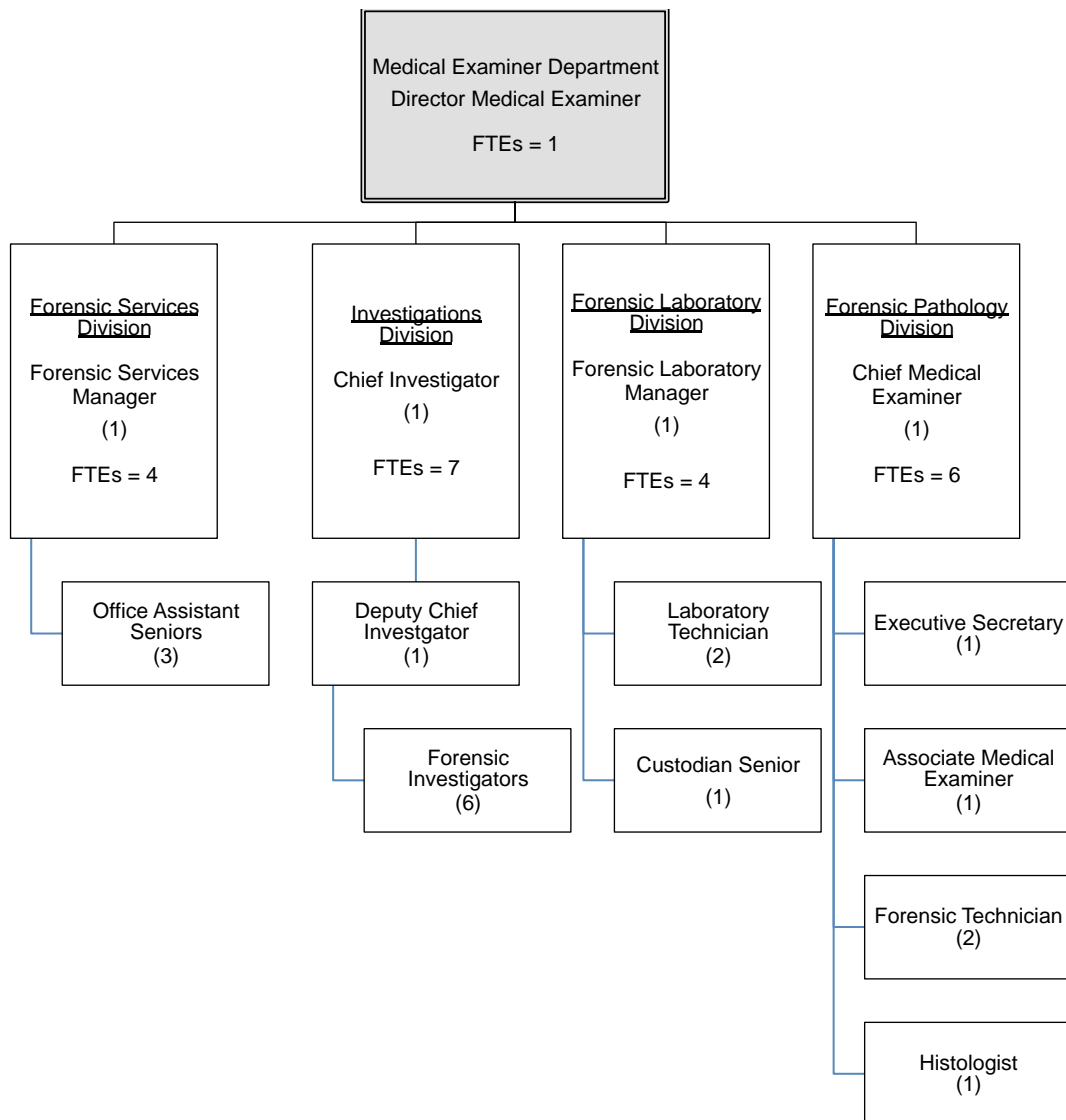 Medical Examiner Department
Director Medical Examiner
FTEs = 1
Forensic Services
Division
Forensic Services
Manager
(1)
FTEs = 4
Investigations
Division
Chief Investigator
(1)
FTEs = 7
Forensic Laboratory
Division
Forensic Laboratory
Manager
(1)
FTEs = 4
Forensic Pathology
Division
Chief Medical
Examiner
(1)
FTEs = 6
Office Assistant
Seniors
(3)
Deputy Chief
Investgator
(1)
Forensic
Investigators
(6)
Laboratory
Technician
(2)
Custodian Senior
(1)
Executive Secretary
(1)
Associate Medical
Examiner
(1)
Forensic Technician
(2)
Histologist
(1)